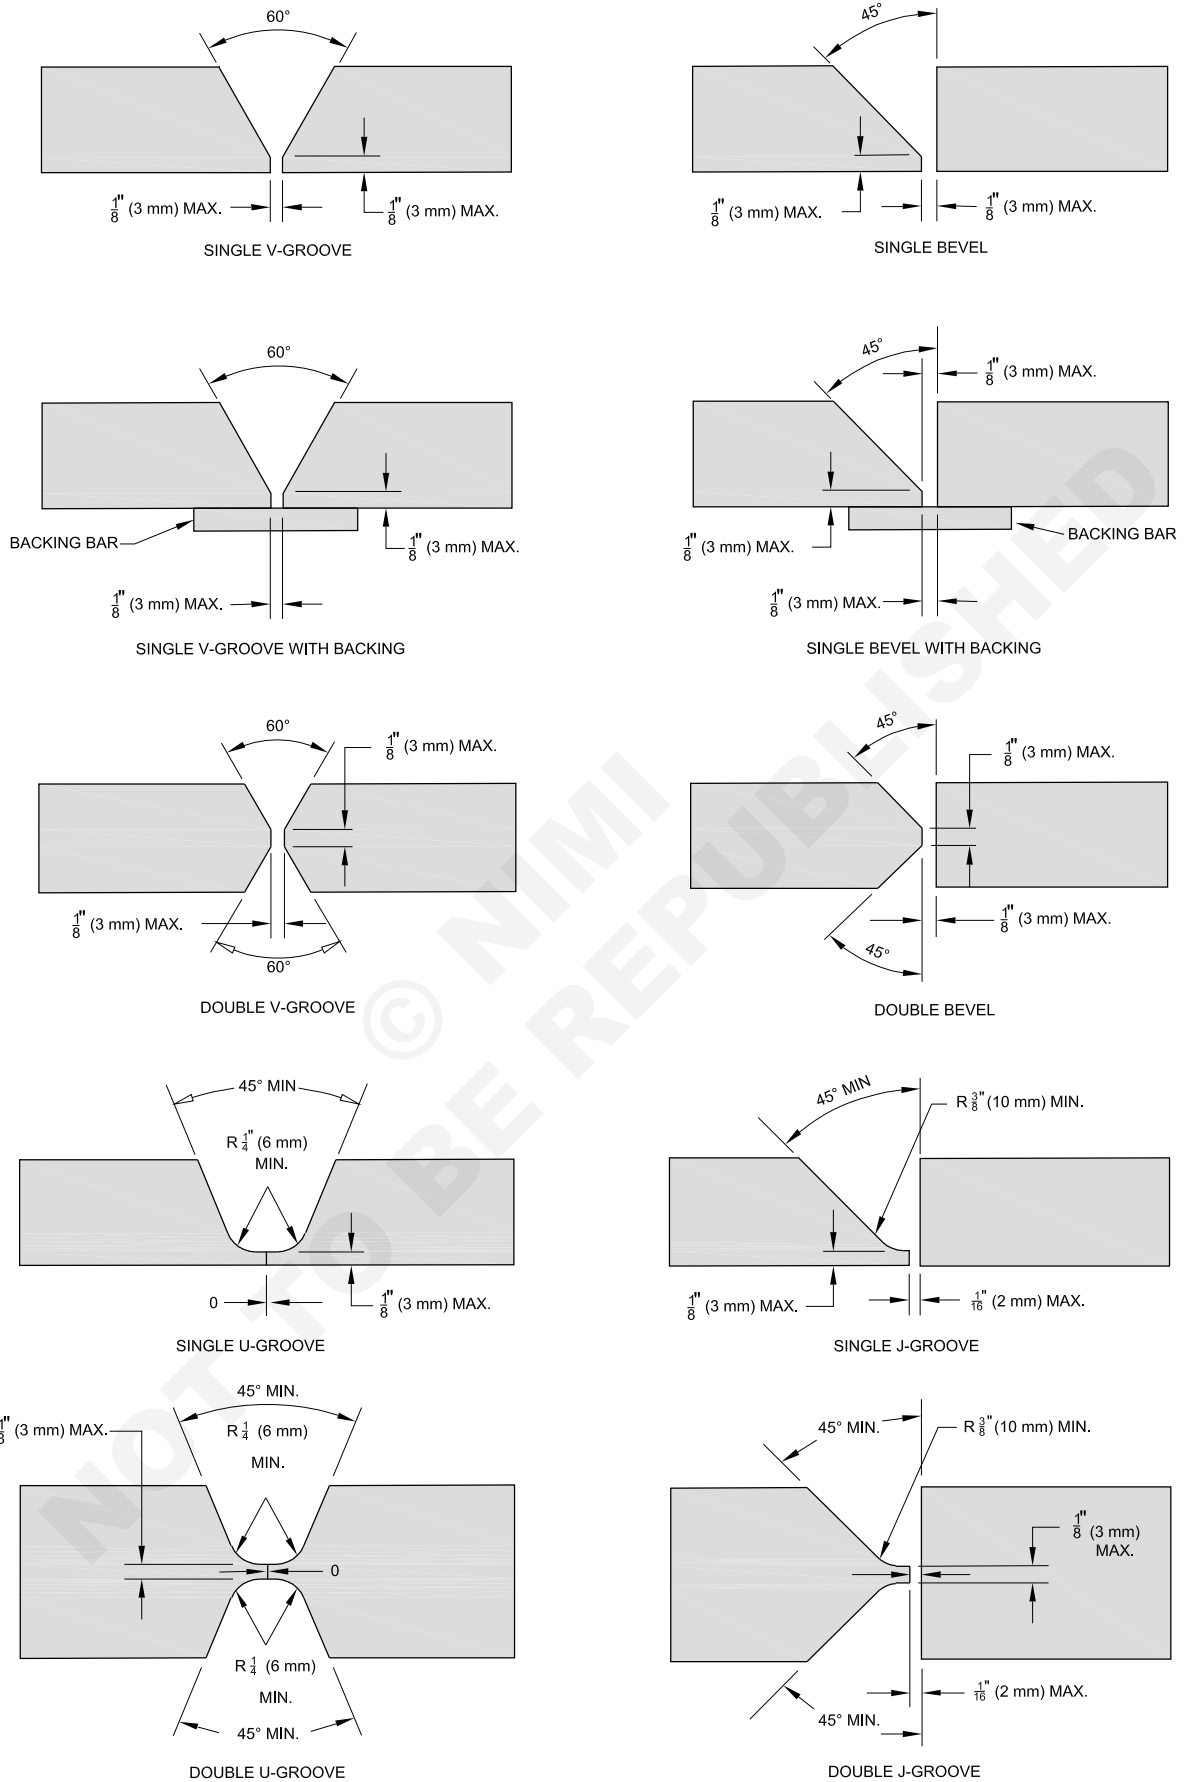 60°
1/8" (3 mm) MAX.
1/8" (3 mm) MAX.
SINGLE V-GROOVE
45°
1/8" (3 mm) MAX.
1/8" (3 mm) MAX.
SINGLE BEVEL
60°
BACKING BAR
1/8" (3 mm) MAX.
1/8" (3 mm) MAX.
SINGLE V-GROOVE WITH BACKING
45°
1/8" (3 mm) MAX.
BACKING BAR
1/8" (3 mm) MAX.
1/8" (3 mm) MAX.
SINGLE BEVEL WITH BACKING
60°
1/8" (3 mm) MAX.
1/8" (3 mm) MAX.
60°
DOUBLE V-GROOVE
45°
1/8" (3 mm) MAX.
1/8" (3 mm) MAX.
45°
DOUBLE BEVEL
45° MIN
R 1/4" (6 mm)
MIN.
0
1/8" (3 mm) MAX.
SINGLE U-GROOVE
45° MIN
R 3/8" (10 mm) MIN.
1/8" (3 mm) MAX.
1/16" (2 mm) MAX.
SINGLE J-GROOVE
45° MIN.
1/8" (3 mm) MAX.
R 1/4 (6 mm)
MIN.
0
R 1/4 (6 mm)
MIN.
45° MIN.
DOUBLE U-GROOVE
45° MIN.
R 3/8" (10 mm) MIN.
1/8" (3 mm)
MAX.
1/16" (2 mm) MAX.
45° MIN.
DOUBLE J-GROOVE
© NIMI
NOT TO BE REPUBLISHED